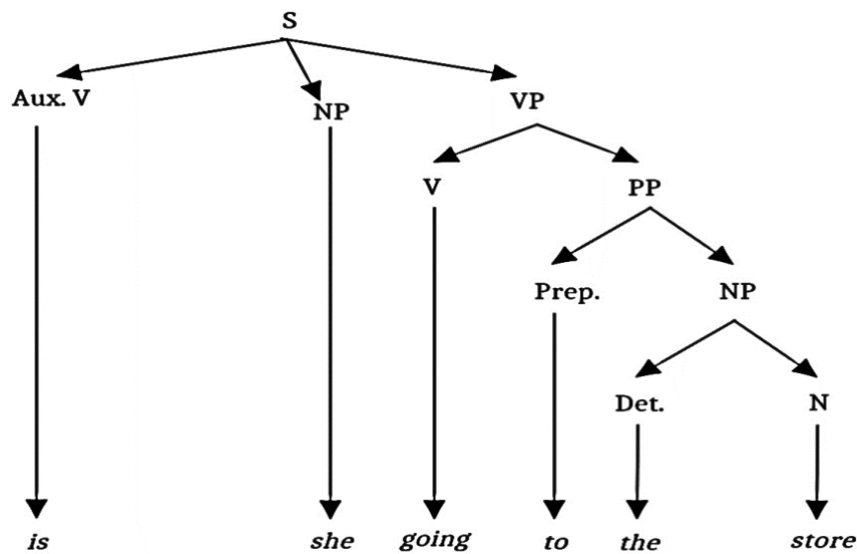 S
Aux. V NP VP
V PP
Prep. NP
Det. N
is she going to the store